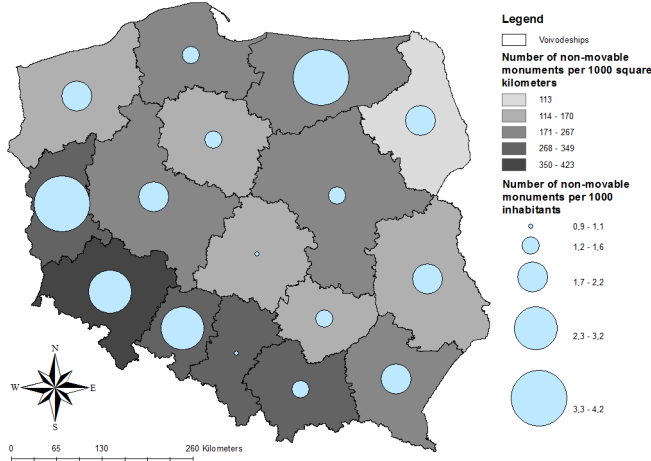 Legend
Voivodeships
Number of non-movable
monuments per 1000 square
kilometers
113
114 - 170
171 - 267
268 - 349
350 - 423
Number of non-movable
monuments per 1000
inhabitants
0,9 - 1,1
1,2 - 1,6
1,7 - 2,2
2,3 - 3,2
3,3 - 4,2
N
W E
S
0 65 130 260 Kilometers